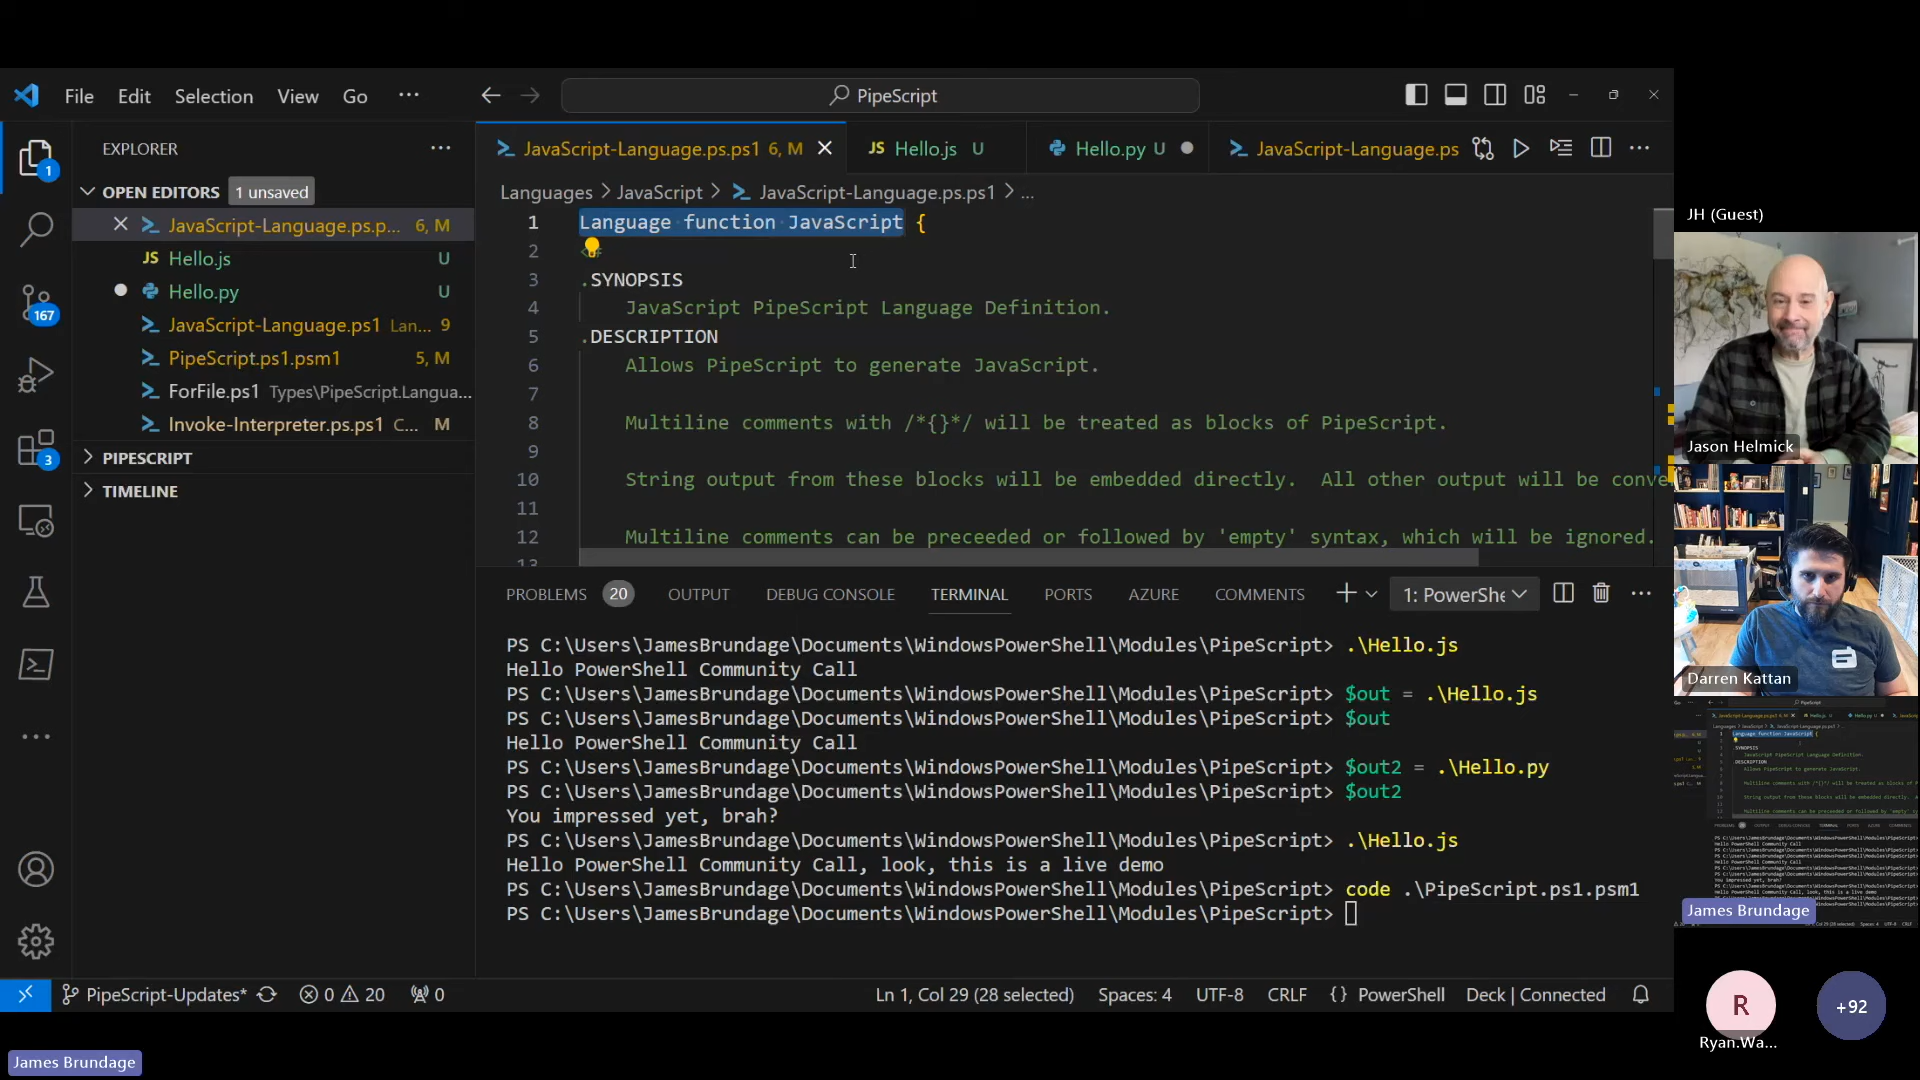 File Edit Selection View Go ···
PipeScript
EXPLORER
1
OPEN EDITORS 1 unsaved
JavaScript-Language.ps.p... 6, M
JS Hello.js U
Hello.py U
JavaScript-Language.ps1 Lan... 9
PipeScript.ps1.psm1 5, M
ForFile.ps1 Types\PipeScript.Langua...
Invoke-Interpreter.ps.ps1 C... M
PIPESCRIPT
TIMELINE
167
3
JavaScript-Language.ps.ps1 6, M
JS Hello.js U
Hello.py U
JavaScript-Language.ps
Languages > JavaScript > JavaScript-Language.ps.ps1 > ...
1 Language function JavaScript {
2
3 .SYNOPSIS
4 JavaScript PipeScript Language Definition.
5 .DESCRIPTION
6 Allows PipeScript to generate JavaScript.
7
8 Multiline comments with /*{}*/ will be treated as blocks of PipeScript.
9
10 String output from these blocks will be embedded directly.  All other output will be conve
11
12 Multiline comments can be preceeded or followed by 'empty' syntax, which will be ignored.
13
PROBLEMS 20 OUTPUT DEBUG CONSOLE TERMINAL PORTS AZURE COMMENTS
1: PowerShe
PS C:\Users\JamesBrundage\Documents\WindowsPowerShell\Modules\PipeScript> .\Hello.js
Hello PowerShell Community Call
PS C:\Users\JamesBrundage\Documents\WindowsPowerShell\Modules\PipeScript> $out = .\Hello.js
PS C:\Users\JamesBrundage\Documents\WindowsPowerShell\Modules\PipeScript> $out
Hello PowerShell Community Call
PS C:\Users\JamesBrundage\Documents\WindowsPowerShell\Modules\PipeScript> $out2 = .\Hello.py
PS C:\Users\JamesBrundage\Documents\WindowsPowerShell\Modules\PipeScript> $out2
You impressed yet, brah?
PS C:\Users\JamesBrundage\Documents\WindowsPowerShell\Modules\PipeScript> .\Hello.js
Hello PowerShell Community Call, look, this is a live demo
PS C:\Users\JamesBrundage\Documents\WindowsPowerShell\Modules\PipeScript> code .\PipeScript.ps1.psm1
PS C:\Users\JamesBrundage\Documents\WindowsPowerShell\Modules\PipeScript>
PipeScript-Updates* 0 20 0
Ln 1, Col 29 (28 selected) Spaces: 4 UTF-8 CRLF {} PowerShell Deck | Connected
James Brundage
JH (Guest)
Jason Helmick
Darren Kattan
James Brundage
R
Ryan.Wa...
+92